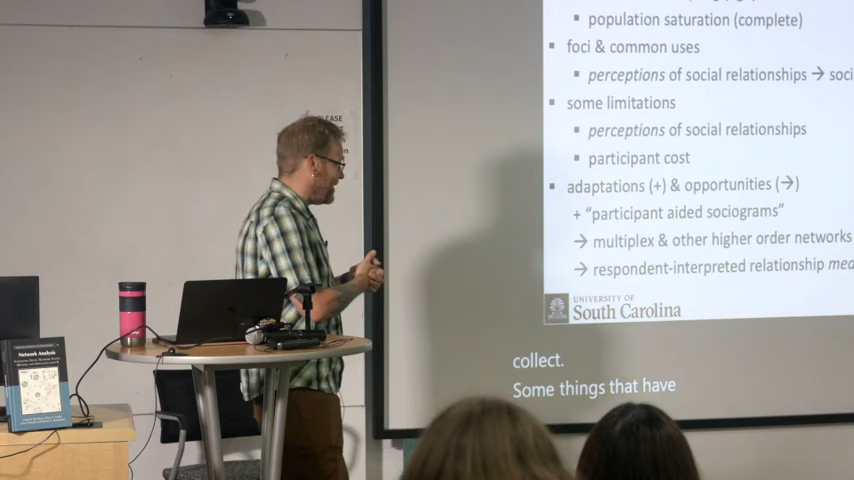 population saturation (complete)
foci & common uses
perceptions of social relationships → soci
some limitations
perceptions of social relationships
participant cost
adaptations (+) & opportunities (→)
+ "participant aided sociograms"
→ multiplex & other higher order networks
→ respondent-interpreted relationship mea
UNIVERSITY OF
South Carolina
collect.
Some things that have
LEASE
Network Analysis